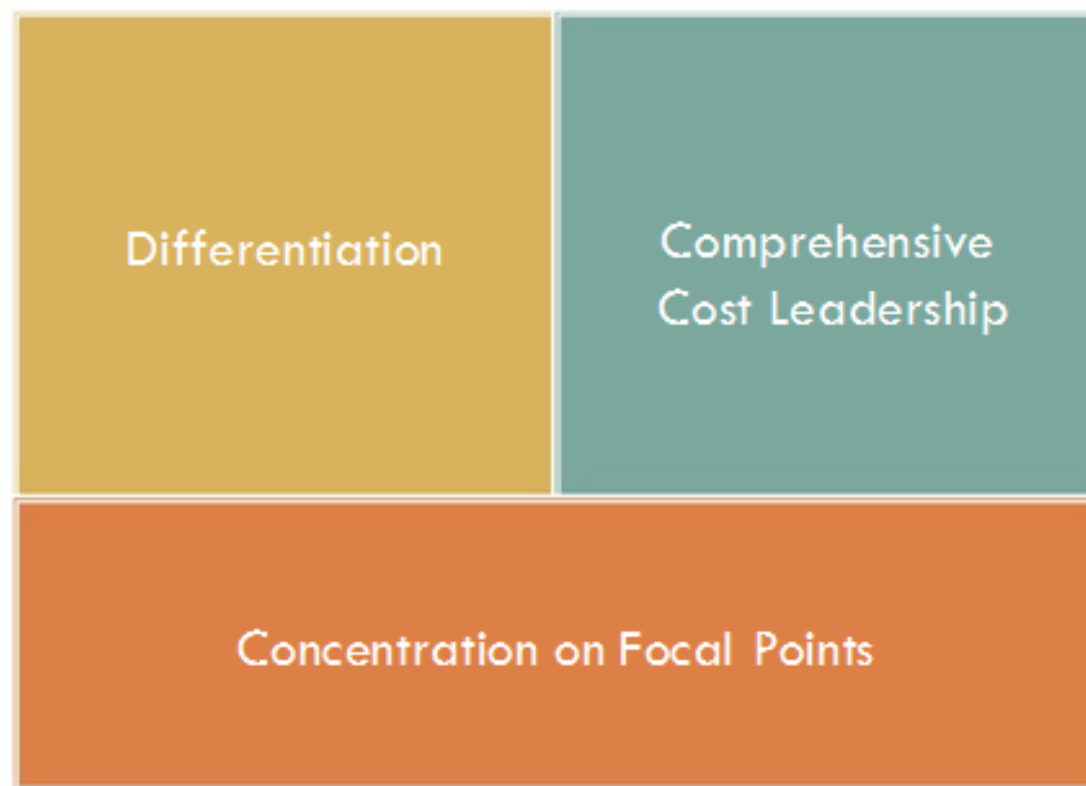 Differentiation
Comprehensive
Cost Leadership
Concentration on Focal Points